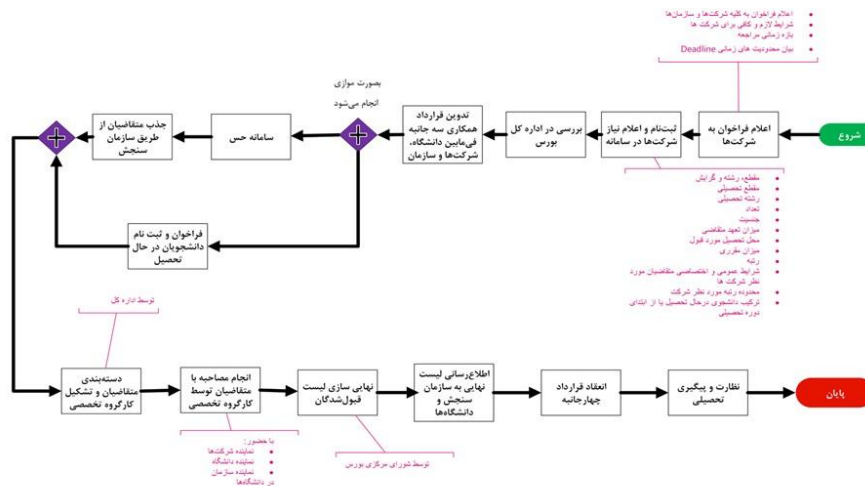 اعلام فراخوان به کلیه شرکت‌ها و سازمان‌ها
شرایط لازم و کافی برای شرکت ها
بازه زمانی مراجعه
بیان محدودیت های زمانی Deadline
شروع
اعلام فراخوان به
شرکت‌ها
ثبت‌نام و اعلام نیاز
شرکت‌ها در سامانه
بررسی در اداره کل
بورس
تدوین قرارداد
همکاری سه جانبه
فی‌مابین دانشگاه،
شرکت‌ها و سازمان
بصورت موازی
انجام می‌شود
سامانه حس
جذب متقاضیان از
طریق سازمان
سنجش
فراخوان و ثبت نام
دانشجویان در حال
تحصیل
مقطع، رشته و گرایش
مقطع تحصیلی
رشته تحصیلی
تعداد
جنسیت
میزان تعهد متقاضی
محل تحصیل مورد قبول
میزان مقرری
رتبه
شرایط عمومی و اختصاصی متقاضیان مورد
نظر شرکت ها
محدوده رتبه مورد نظر شرکت
ترکیب دانشجوی درحال تحصیل یا از ابتدای
دوره تحصیلی
توسط اداره کل
دسته‌بندی
متقاضیان و تشکیل
کارگروه تخصصی
انجام مصاحبه با
متقاضیان توسط
کارگروه تخصصی
نهایی سازی لیست
قبول‌شدگان
اطلاع‌رسانی لیست
نهایی به سازمان
سنجش و
دانشگاه‌ها
انعقاد قرارداد
چهارجانبه
نظارت و پیگیری
تحصیلی
پایان
با حضور:
نماینده شرکت‌ها
نماینده دانشگاه
نماینده سازمان
در دانشگاه‌ها
توسط شورای مرکزی بورس